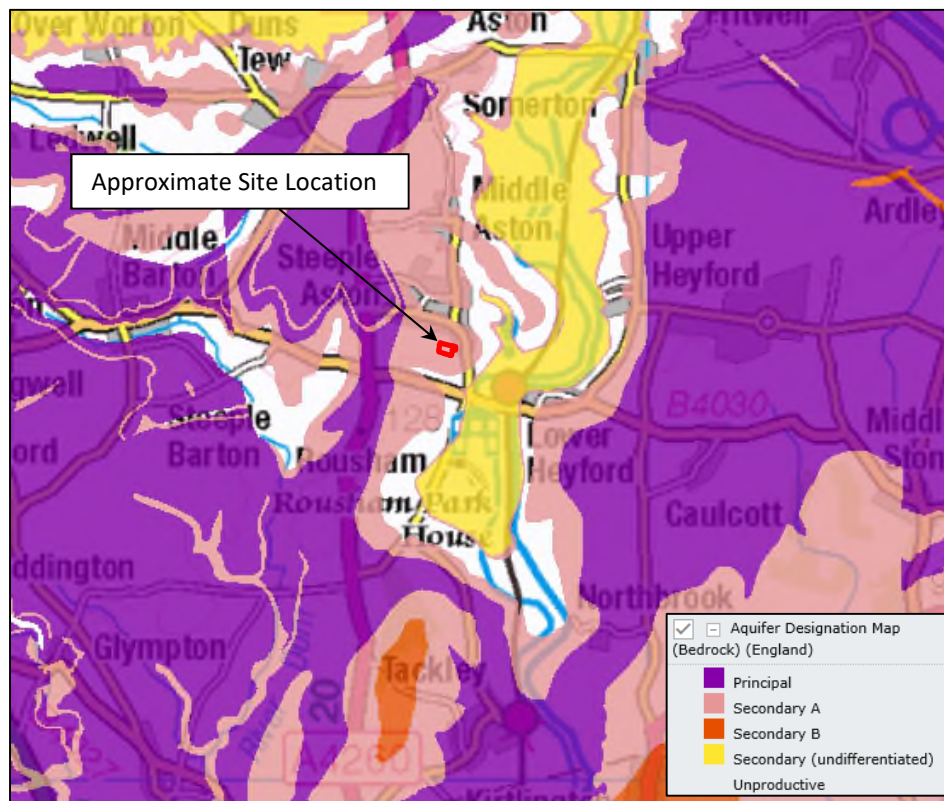 Over Worton
Duns
Tew
Aston
Fritwell
Somerton
Ledwell
Approximate Site Location
Middle
Aston
Ardley
Middle
Barton
Steeple
Aston
Upper
Heyford
B4030
128
Steeple
Barton
Rousham
Lower
Heyford
Middle
Rousham Park
House
Caulcott
Northbrook
Glympton
Tackley
A4260
Kirtlington
Aquifer Designation Map
(Bedrock) (England)
Principal
Secondary A
Secondary B
Secondary (undifferentiated)
Unproductive